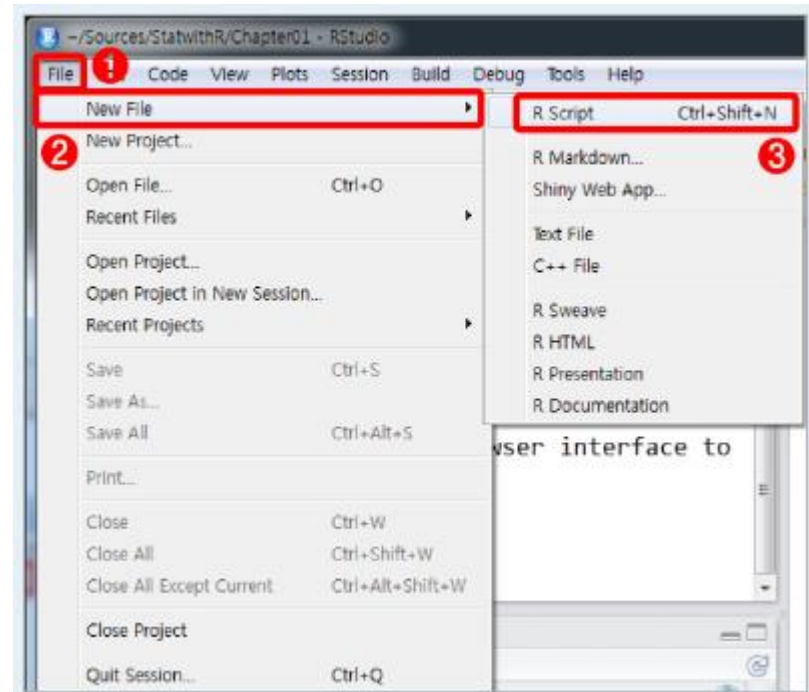 ~/Sources/StatwithR/Chapter01 - RStudio
File 1 Code View Plots Session Build Debug Tools Help
New File
2 New Project...
Open File... Ctrl+O
Recent Files
Open Project...
Open Project in New Session...
Recent Projects
Save Ctrl+S
Save As...
Save All Ctrl+Alt+S
Print...
Close Ctrl+W
Close All Ctrl+Shift+W
Close All Except Current Ctrl+Alt+Shift+W
Close Project
Quit Session... Ctrl+Q
R Script Ctrl+Shift+N
R Markdown... 3
Shiny Web App...
Text File
C++ File
R Sweave
R HTML
R Presentation
R Documentation
wser interface to